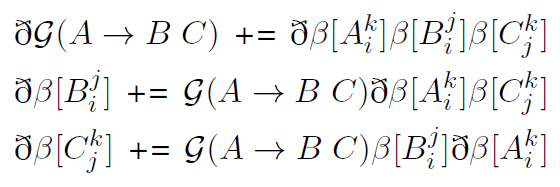 ðG(A → B C) += ðβ[A_i^k]β[B_i^j]β[C_j^k]
ðβ[B_i^j] += G(A → B C)ðβ[A_i^k]β[C_j^k]
ðβ[C_j^k] += G(A → B C)β[B_i^j]ðβ[A_i^k]